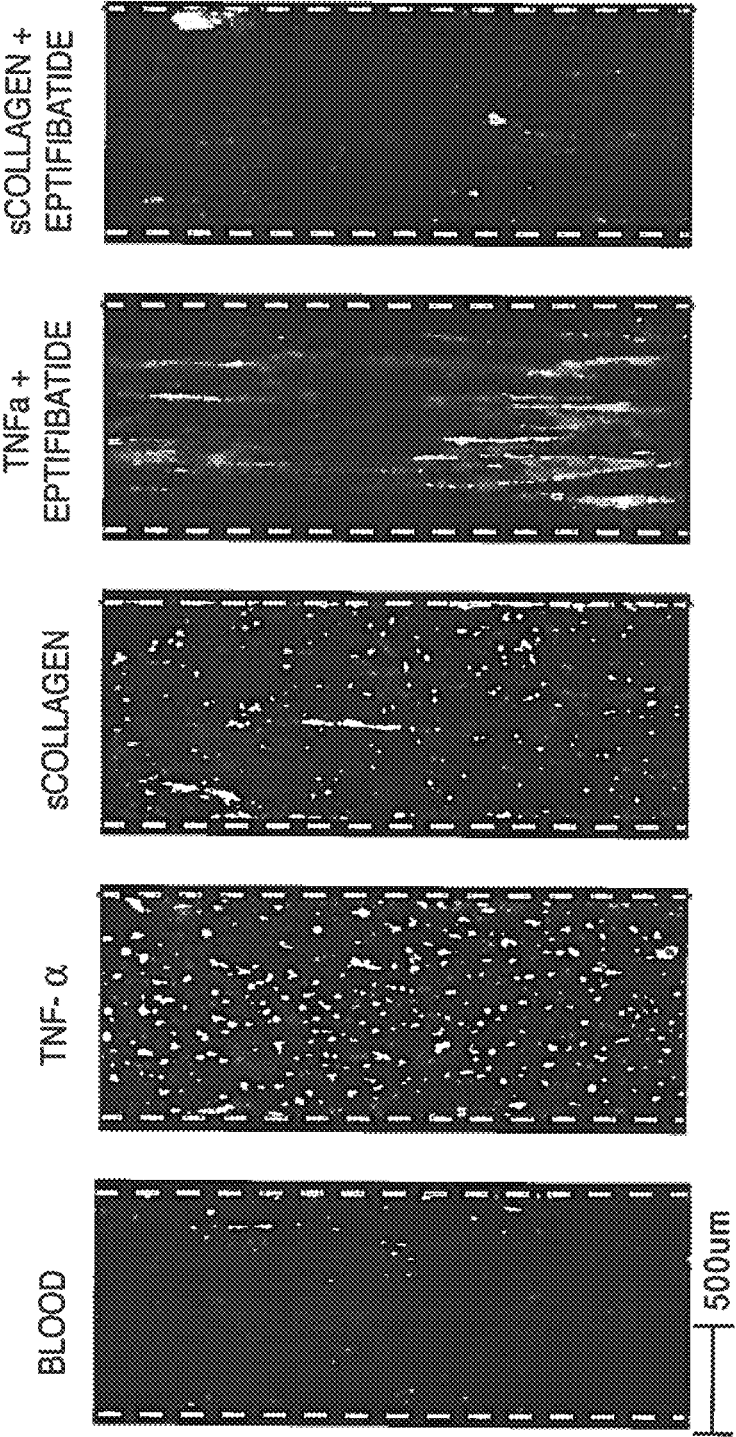 BLOOD
TNF- α
sCOLLAGEN
TNFa +
EPTIFIBATIDE
sCOLLAGEN +
EPTIFIBATIDE
500um